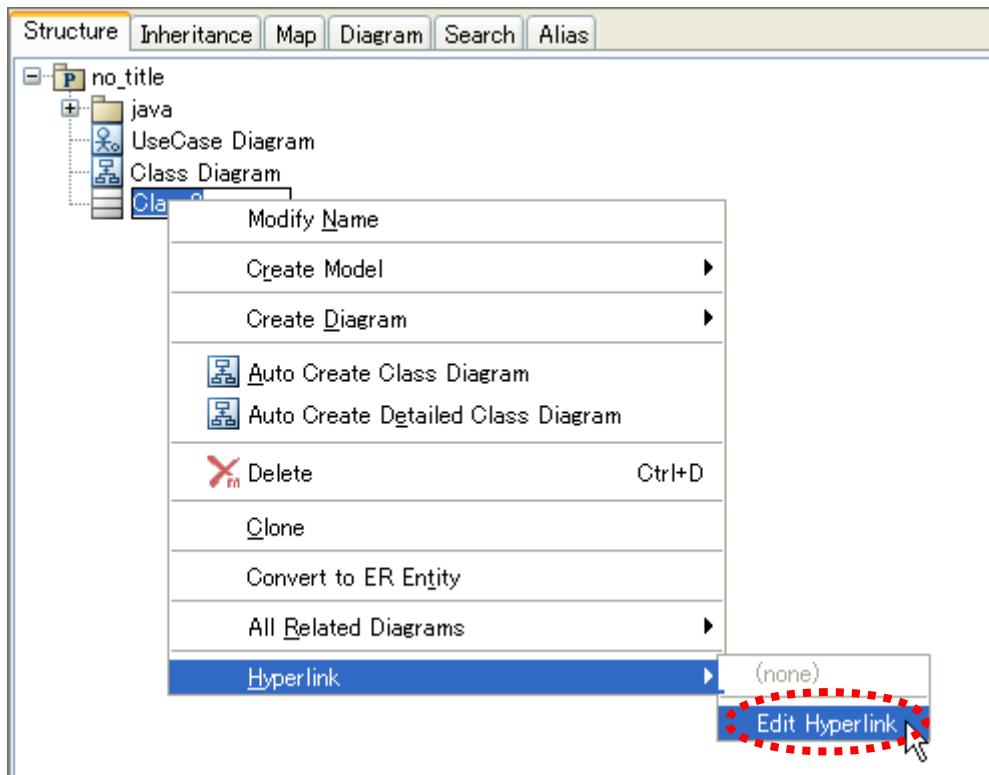 Structure Inheritance Map Diagram Search Alias
no_title
java
UseCase Diagram
Class Diagram
Modify Name
Create Model
Create Diagram
Auto Create Class Diagram
Auto Create Detailed Class Diagram
Delete Ctrl+D
Clone
Convert to ER Entity
All Related Diagrams
Hyperlink
(none)
Edit Hyperlink